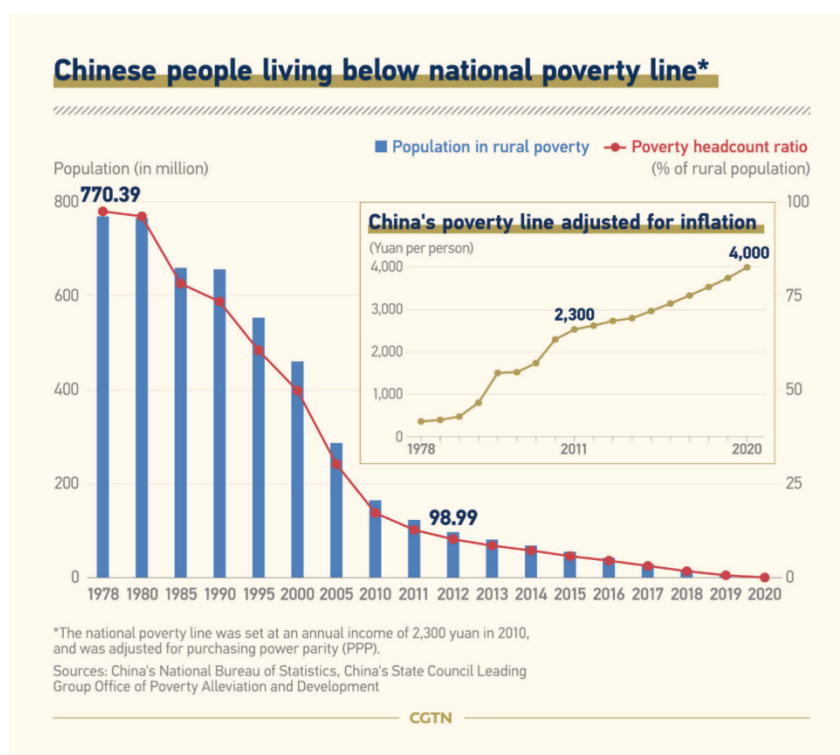 Chinese people living below national poverty line*
Population in rural poverty
Poverty headcount ratio
Population (in million)
(% of rural population)
800
770.39
100
China's poverty line adjusted for inflation
(Yuan per person)
4,000
4,000
3,000
2,300
2,000
1,000
0
1978
2011
2020
600
75
400
50
200
25
98.99
0
0
1978 1980 1985 1990 1995 2000 2005 2010 2011 2012 2013 2014 2015 2016 2017 2018 2019 2020
*The national poverty line was set at an annual income of 2,300 yuan in 2010,
and was adjusted for purchasing power parity (PPP).
Sources: China's National Bureau of Statistics, China's State Council Leading
Group Office of Poverty Alleviation and Development
CGTN